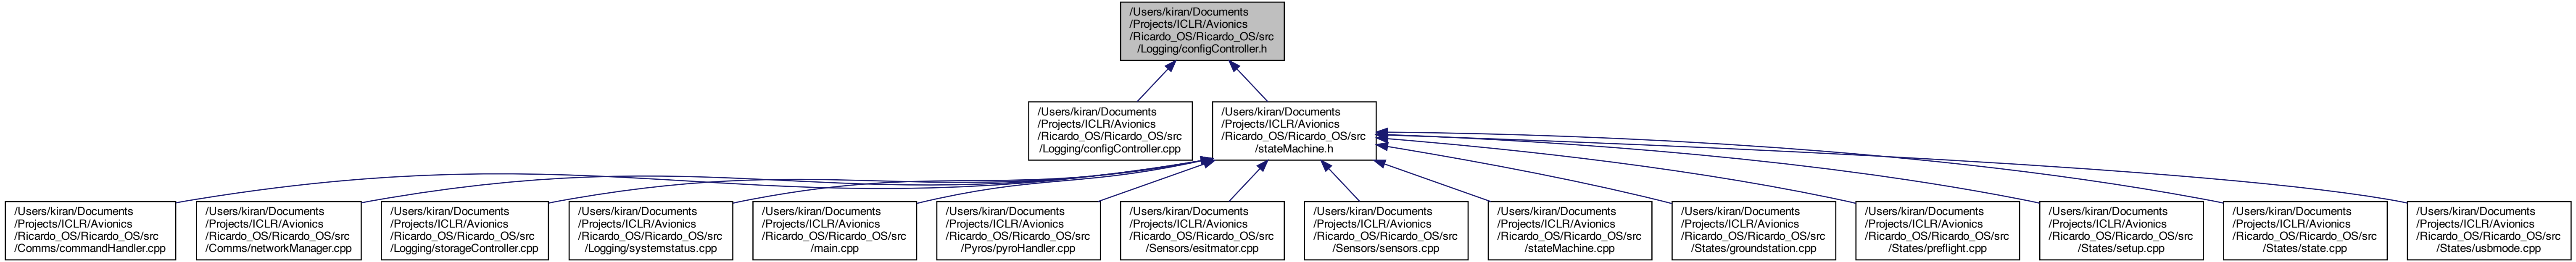 /Users/kiran/Documents
/Projects/ICLR/Avionics
/Ricardo_OS/Ricardo_OS/src
/Logging/configController.h
/Users/kiran/Documents
/Projects/ICLR/Avionics
/Ricardo_OS/Ricardo_OS/src
/Logging/configController.cpp
/Users/kiran/Documents
/Projects/ICLR/Avionics
/Ricardo_OS/Ricardo_OS/src
/stateMachine.h
/Users/kiran/Documents
/Projects/ICLR/Avionics
/Ricardo_OS/Ricardo_OS/src
/Comms/commandHandler.cpp
/Users/kiran/Documents
/Projects/ICLR/Avionics
/Ricardo_OS/Ricardo_OS/src
/Comms/networkManager.cpp
/Users/kiran/Documents
/Projects/ICLR/Avionics
/Ricardo_OS/Ricardo_OS/src
/Logging/storageController.cpp
/Users/kiran/Documents
/Projects/ICLR/Avionics
/Ricardo_OS/Ricardo_OS/src
/Logging/systemstatus.cpp
/Users/kiran/Documents
/Projects/ICLR/Avionics
/Ricardo_OS/Ricardo_OS/src
/main.cpp
/Users/kiran/Documents
/Projects/ICLR/Avionics
/Ricardo_OS/Ricardo_OS/src
/Pyros/pyroHandler.cpp
/Users/kiran/Documents
/Projects/ICLR/Avionics
/Ricardo_OS/Ricardo_OS/src
/Sensors/esitmator.cpp
/Users/kiran/Documents
/Projects/ICLR/Avionics
/Ricardo_OS/Ricardo_OS/src
/Sensors/sensors.cpp
/Users/kiran/Documents
/Projects/ICLR/Avionics
/Ricardo_OS/Ricardo_OS/src
/stateMachine.cpp
/Users/kiran/Documents
/Projects/ICLR/Avionics
/Ricardo_OS/Ricardo_OS/src
/States/groundstation.cpp
/Users/kiran/Documents
/Projects/ICLR/Avionics
/Ricardo_OS/Ricardo_OS/src
/States/preflight.cpp
/Users/kiran/Documents
/Projects/ICLR/Avionics
/Ricardo_OS/Ricardo_OS/src
/States/setup.cpp
/Users/kiran/Documents
/Projects/ICLR/Avionics
/Ricardo_OS/Ricardo_OS/src
/States/state.cpp
/Users/kiran/Documents
/Projects/ICLR/Avionics
/Ricardo_OS/Ricardo_OS/src
/States/usbmode.cpp